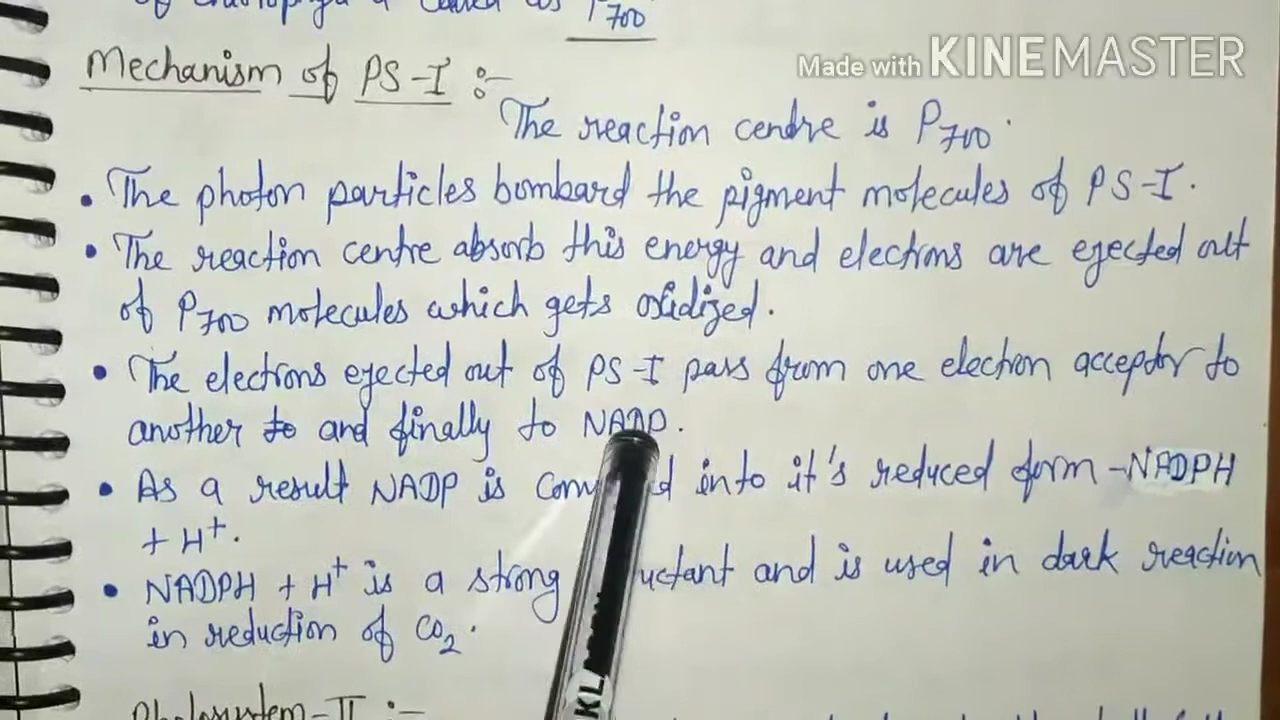 P700
Made with KINEMASTER
Mechanism of PS-I :-
The reaction centre is P700.
• The photon particles bombard the pigment molecules of PS-I.
• The reaction centre absorb this energy and electrons are ejected out
of P700 molecules which gets oxidized.
• The electrons ejected out of PS-I pass from one electron acceptor to
another to and finally to NADP.
• As a result NADP is into it's reduced form - NADPH
+ H+.
• NADPH + H+ is a strong and is used in dark reaction
in reduction of CO2.
Photosystem-II :-
KL